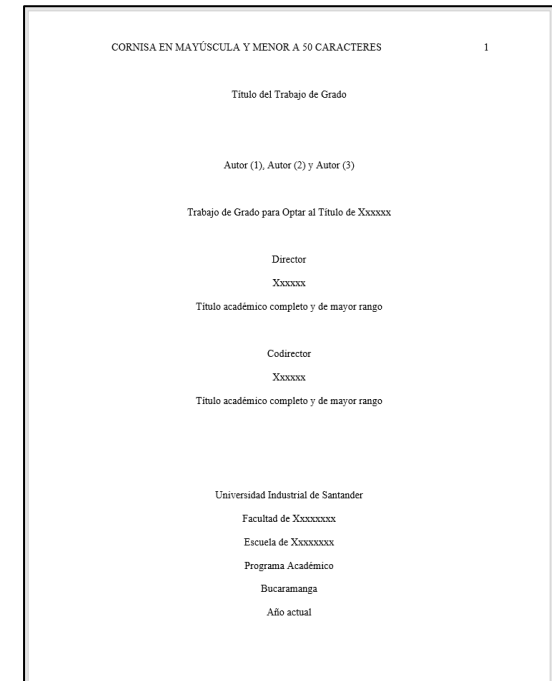 CORNISA EN MAYÚSCULA Y MENOR A 50 CARACTERES 1
Título del Trabajo de Grado
Autor (1), Autor (2) y Autor (3)
Trabajo de Grado para Optar al Título de Xxxxxx
Director
Xxxxxx
Título académico completo y de mayor rango
Codirector
Xxxxxx
Título académico completo y de mayor rango
Universidad Industrial de Santander
Facultad de Xxxxxxxx
Escuela de Xxxxxxxx
Programa Académico
Bucaramanga
Año actual